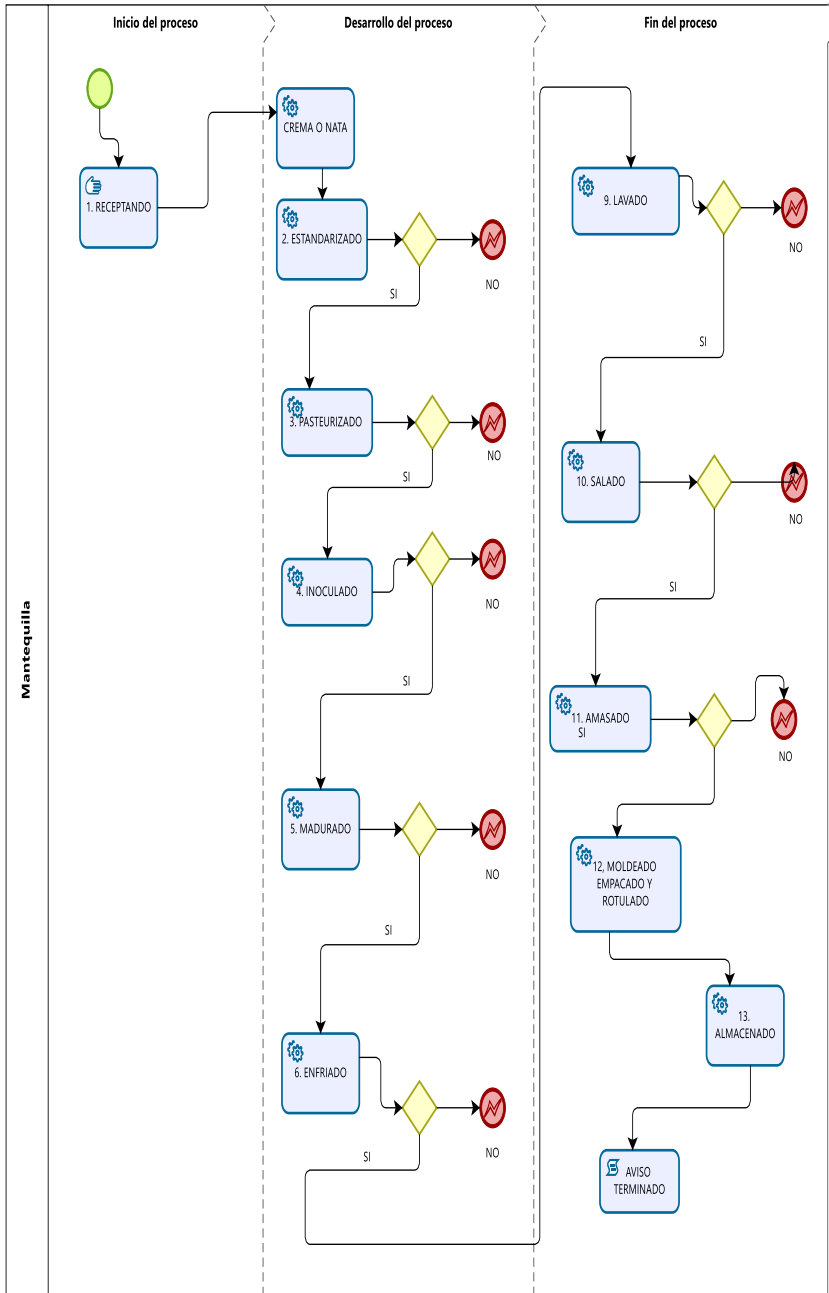 Inicio del proceso
Desarrollo del proceso
Fin del proceso
Mantequilla
1. RECEPTANDO
CREMA O NATA
2. ESTANDARIZADO
NO
SI
3. PASTEURIZADO
NO
SI
4. INOCULADO
NO
SI
5. MADURADO
NO
SI
6. ENFRIADO
NO
SI
9. LAVADO
NO
SI
10. SALADO
NO
SI
11. AMASADO
SI
NO
12, MOLDEADO
EMPACADO Y
ROTULADO
13.
ALMACENADO
AVISO
TERMINADO